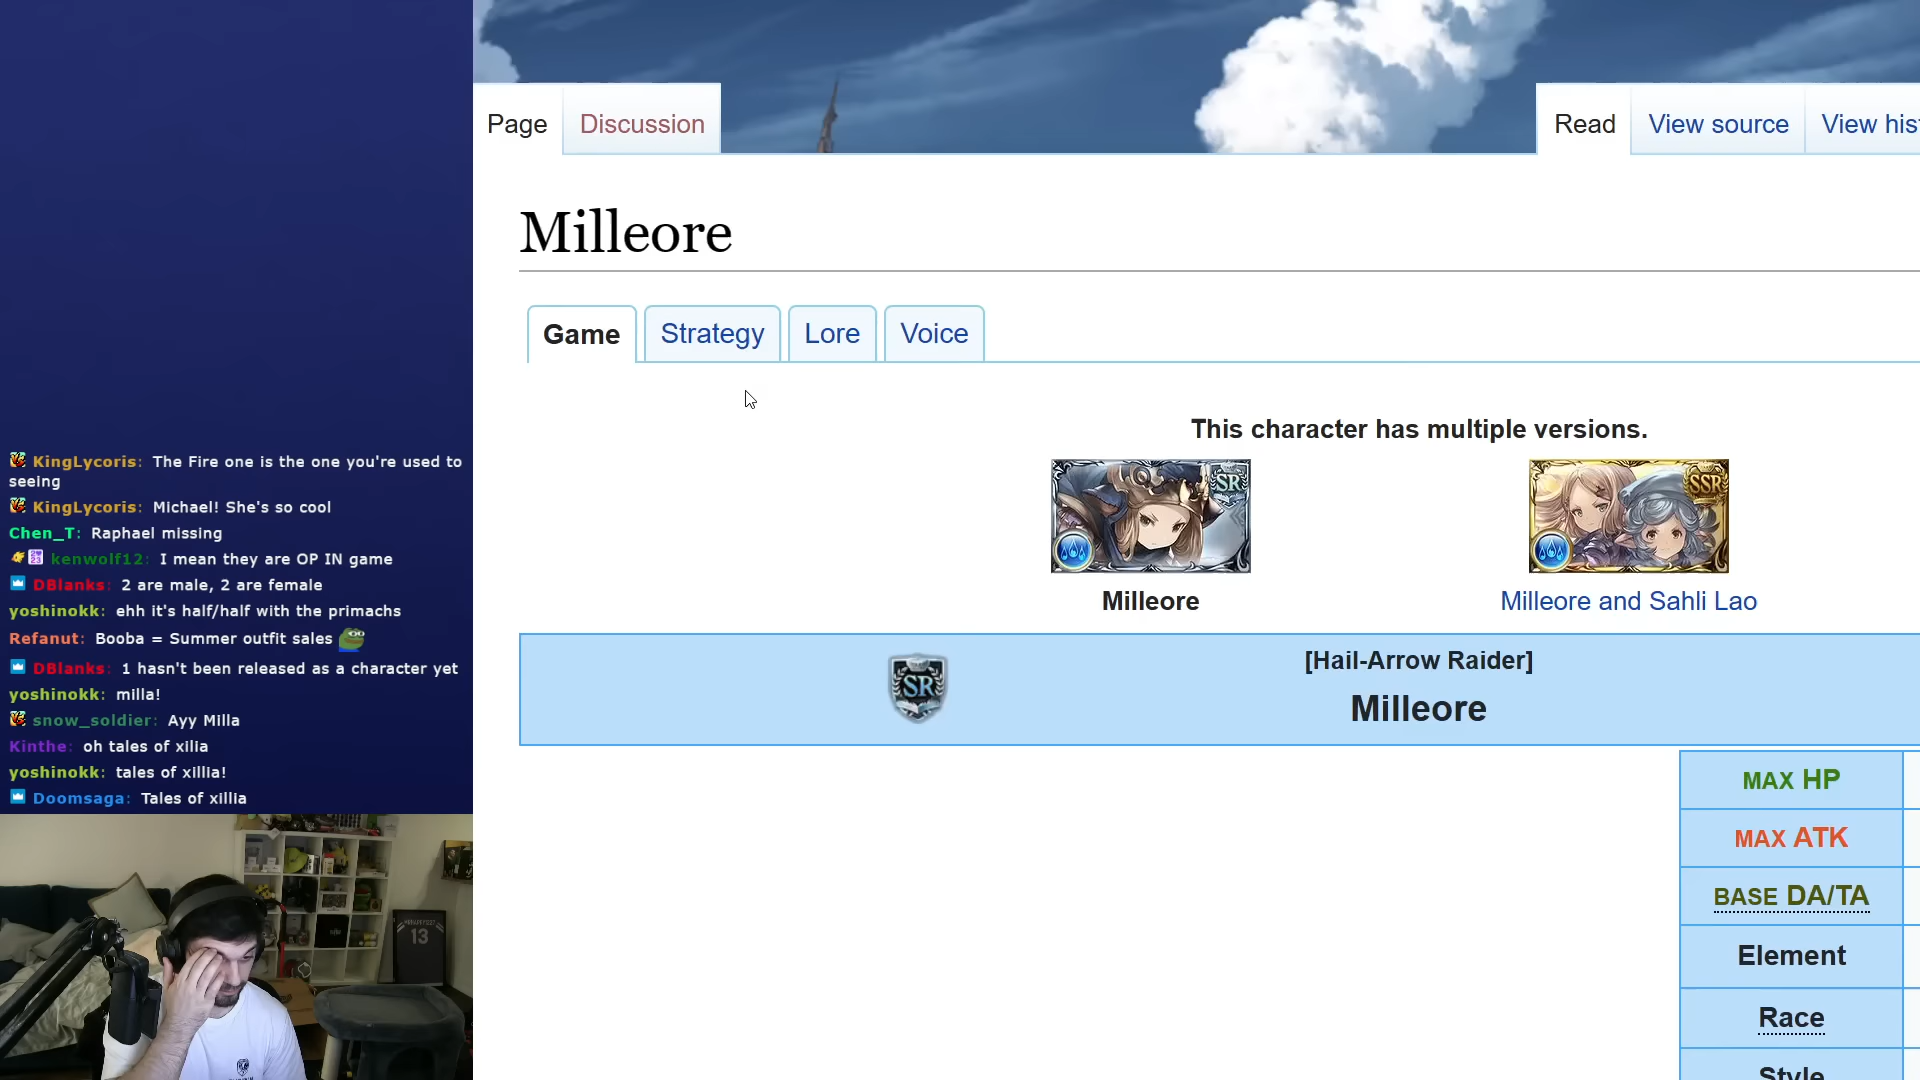 KingLycoris: The Fire one is the one you're used to
seeing
KingLycoris: Michael! She's so cool
Chen_T: Raphael missing
kenwolf12: I mean they are OP IN game
DBlanks: 2 are male, 2 are female
yoshinokk: ehh it's half/half with the primachs
Refanut: Booba = Summer outfit sales
DBlanks: 1 hasn't been released as a character yet
yoshinokk: milla!
snow_soldier: Ayy Milla
Kinthe: oh tales of xilia
yoshinokk: tales of xillia!
Doomsaga: Tales of xillia
13
Page Discussion Read View source View his
Milleore
Game Strategy Lore Voice
This character has multiple versions.
SR SSR
Milleore Milleore and Sahli Lao
[Hail-Arrow Raider]
SR Milleore
MAX HP
MAX ATK
BASE DA/TA
Element
Race
Style